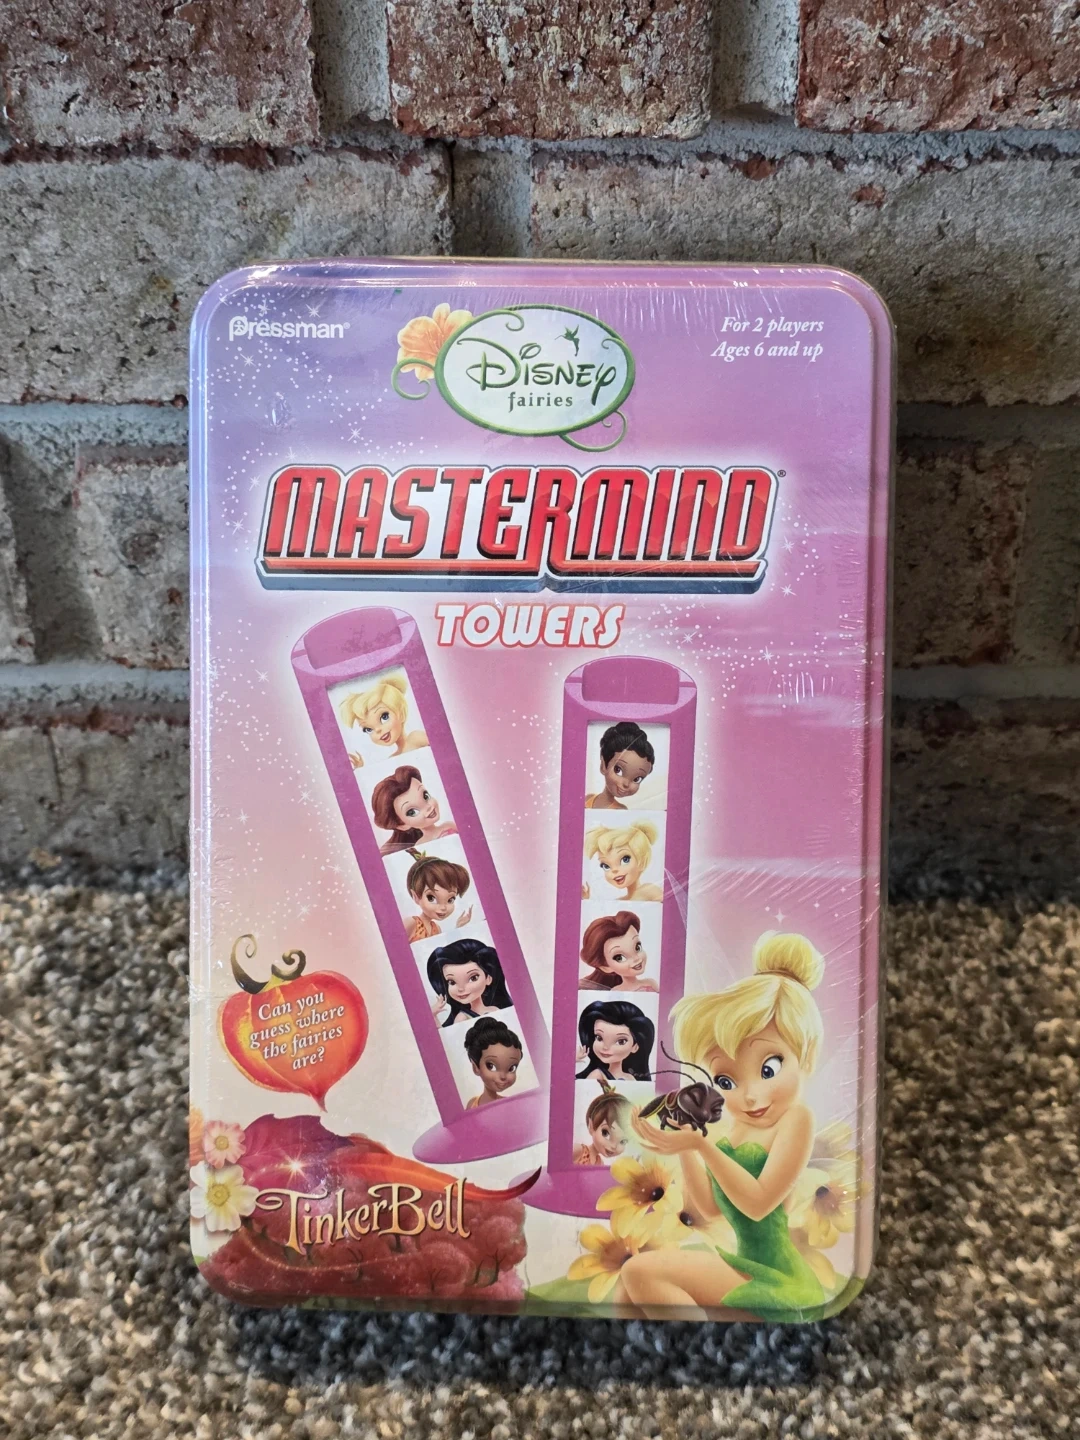 Pressman®
For 2 players
Ages 6 and up
Disney
fairies
MASTERMIND®
TOWERS
Can you
guess where
the fairies
are?
TinkerBell